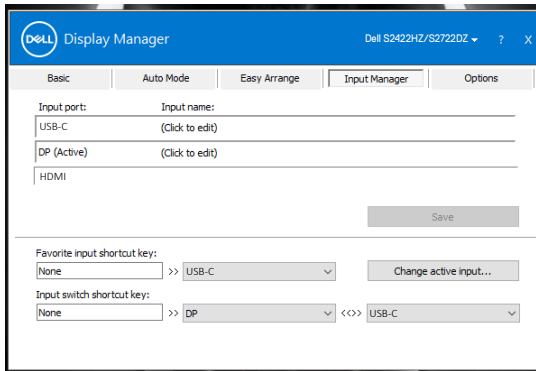 DELL Display Manager Dell S2422HZ/S2722DZ ? X
Basic Auto Mode Easy Arrange Input Manager Options
Input port: Input name:
USB-C (Click to edit)
DP (Active) (Click to edit)
HDMI
Save
Favorite input shortcut key:
None >> USB-C Change active input...
Input switch shortcut key:
None >> DP <<>> USB-C